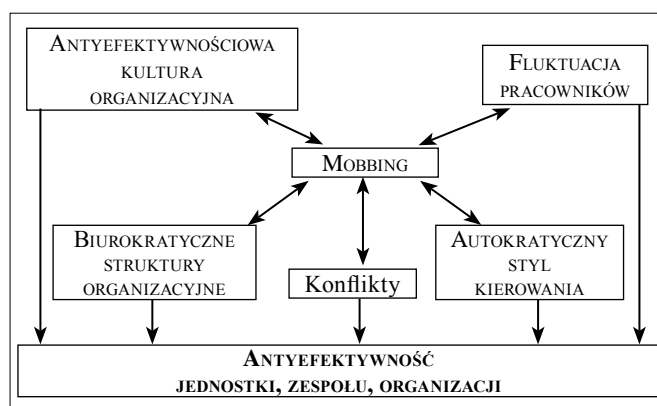 ANTYEFEKTYWNOŚCIOWA
KULTURA
ORGANIZACYJNA
FLUKTUACJA
PRACOWNIKÓW
MOBBING
BIUROKRATYCZNE
STRUKTURY
ORGANIZACYJNE
Konflikty
AUTOKRATYCZNY
STYL
KIEROWANIA
ANTYEFEKTYWNOŚĆ
JEDNOSTKI, ZESPOŁU, ORGANIZACJI